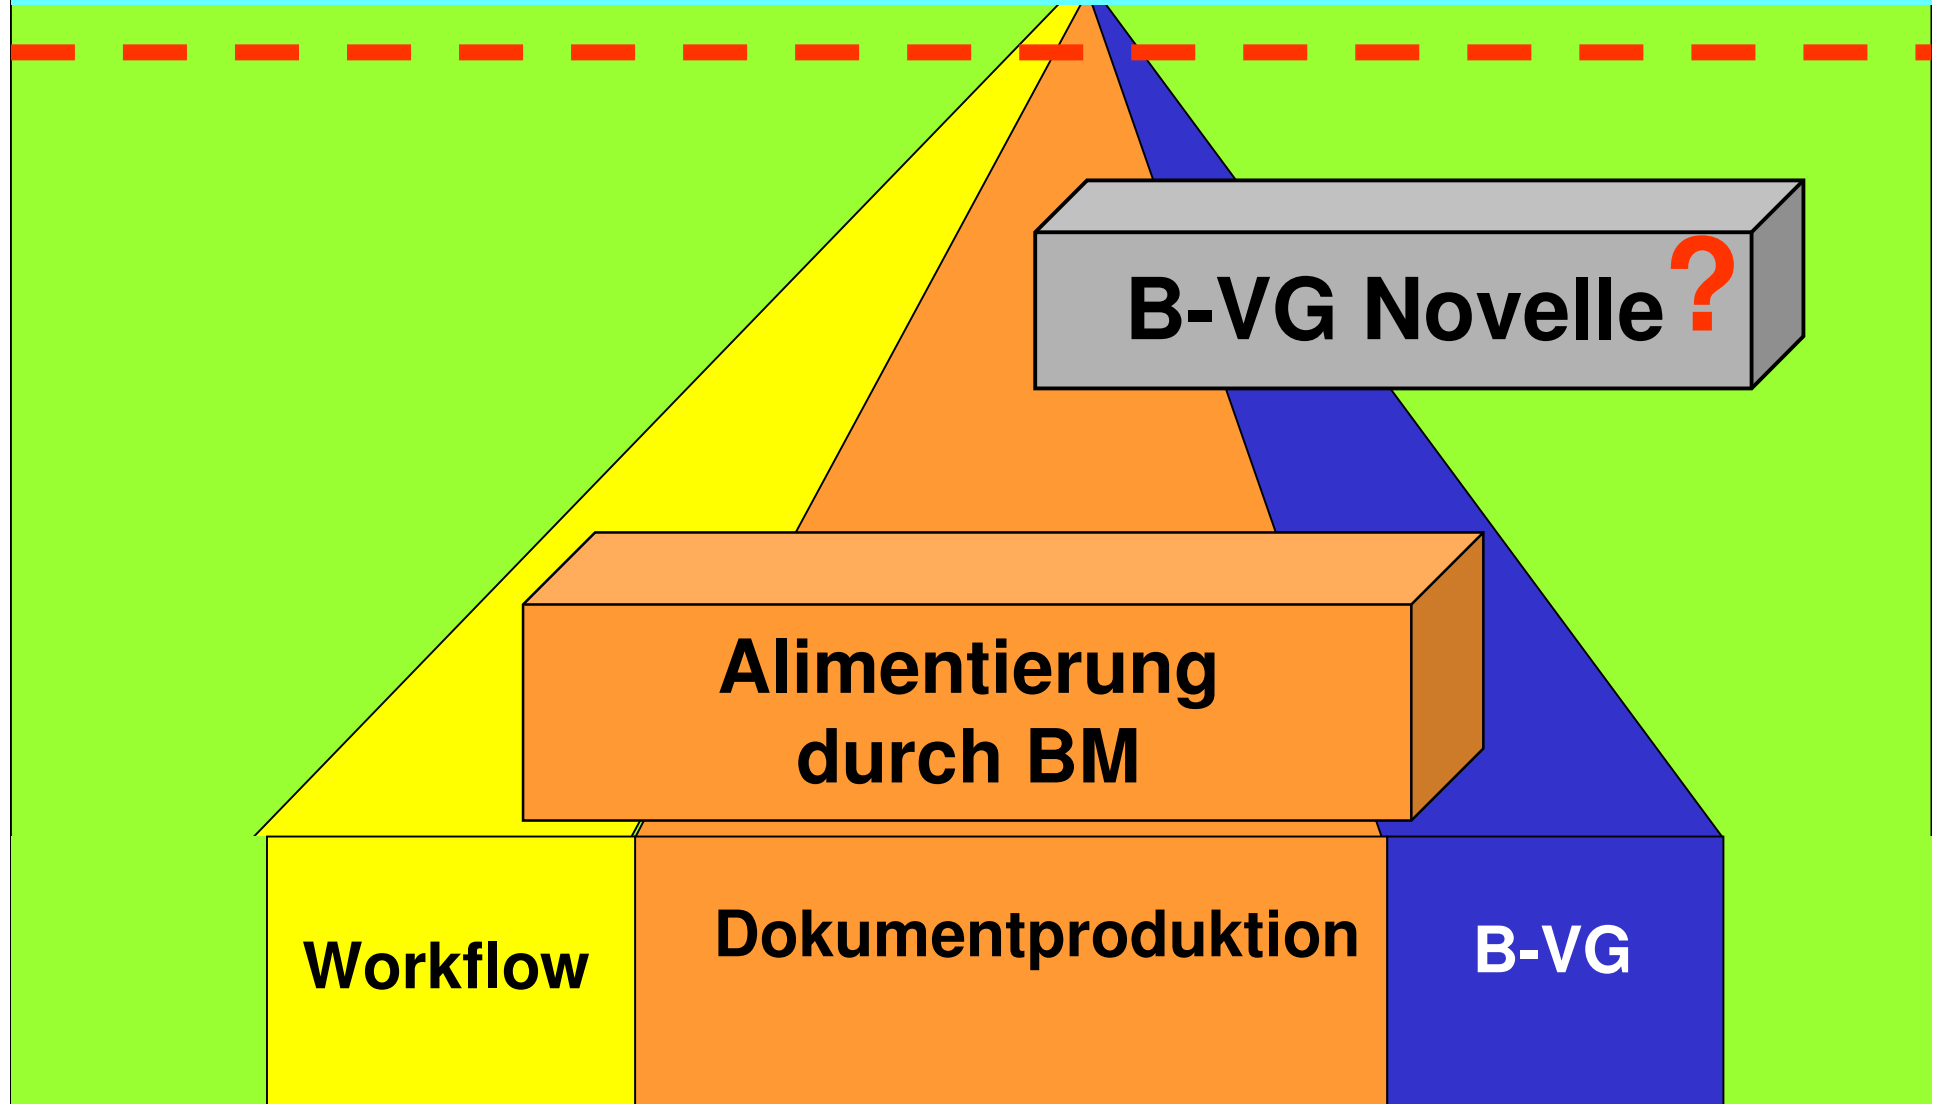 B-VG Novelle?
Alimentierung
durch BM
Workflow
Dokumentproduktion
B-VG